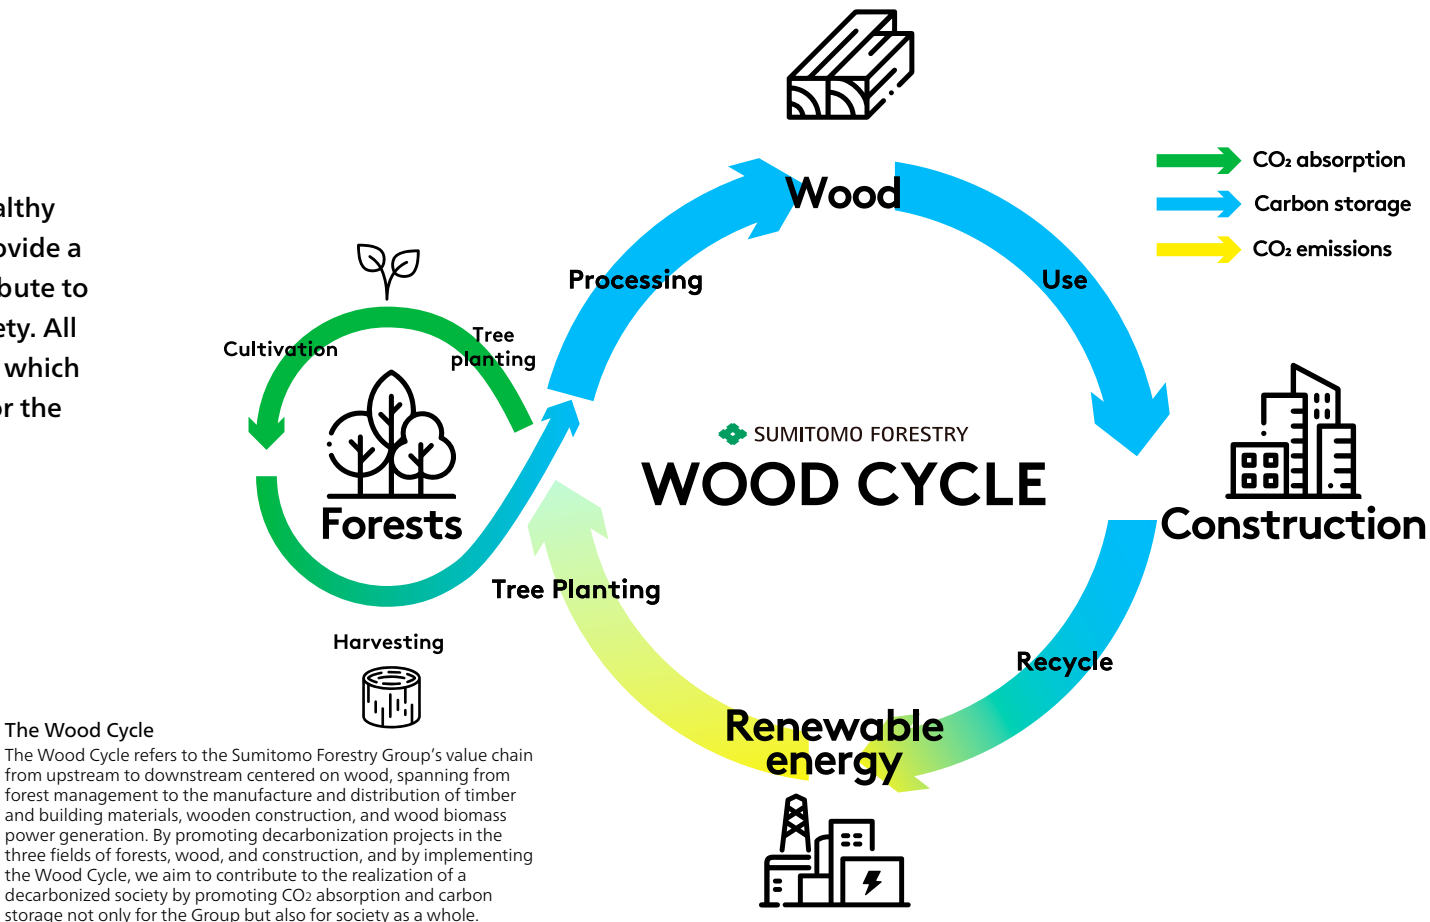 althy
ovide a
bute to
ety. All
which
or the
Wood
CO₂ absorption
Carbon storage
CO₂ emissions
Processing
Use
Cultivation
Tree
planting
Forests
SUMITOMO FORESTRY
WOOD CYCLE
Construction
Tree Planting
Harvesting
Recycle
Renewable
energy
The Wood Cycle
The Wood Cycle refers to the Sumitomo Forestry Group’s value chain
from upstream to downstream centered on wood, spanning from
forest management to the manufacture and distribution of timber
and building materials, wooden construction, and wood biomass
power generation. By promoting decarbonization projects in the
three fields of forests, wood, and construction, and by implementing
the Wood Cycle, we aim to contribute to the realization of a
decarbonized society by promoting CO2 absorption and carbon
storage not only for the Group but also for society as a whole.